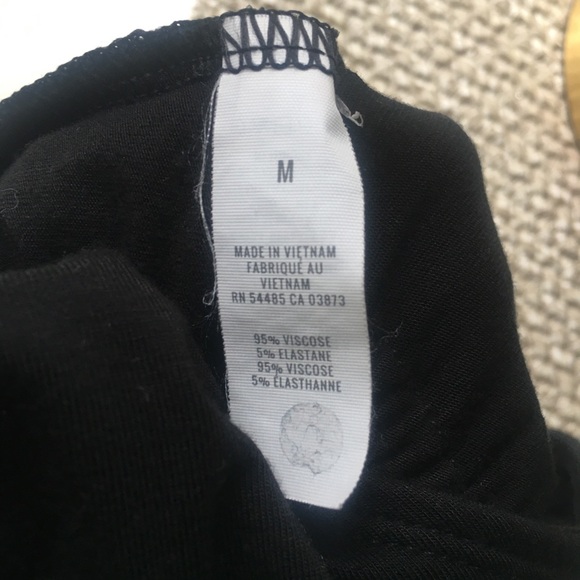 M
MADE IN VIETNAM
FABRIQUÉ AU
VIETNAM
RN 54485 CA 03873
95% VISCOSE
5% ELASTANE
95% VISCOSE
5% ÉLASTHANNE